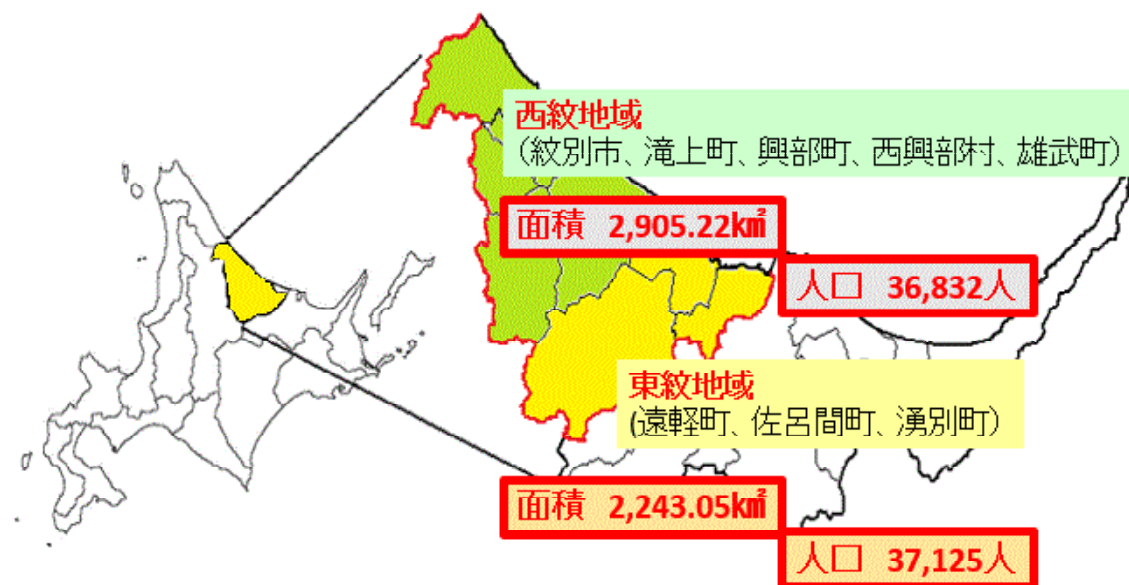 西紋地域
（紋別市、滝上町、興部町、西興部村、雄武町）
面積 2,905.22k㎡
人口 36,832人
東紋地域
(遠軽町、佐呂間町、湧別町）
面積 2,243.05k㎡
人口 37,125人